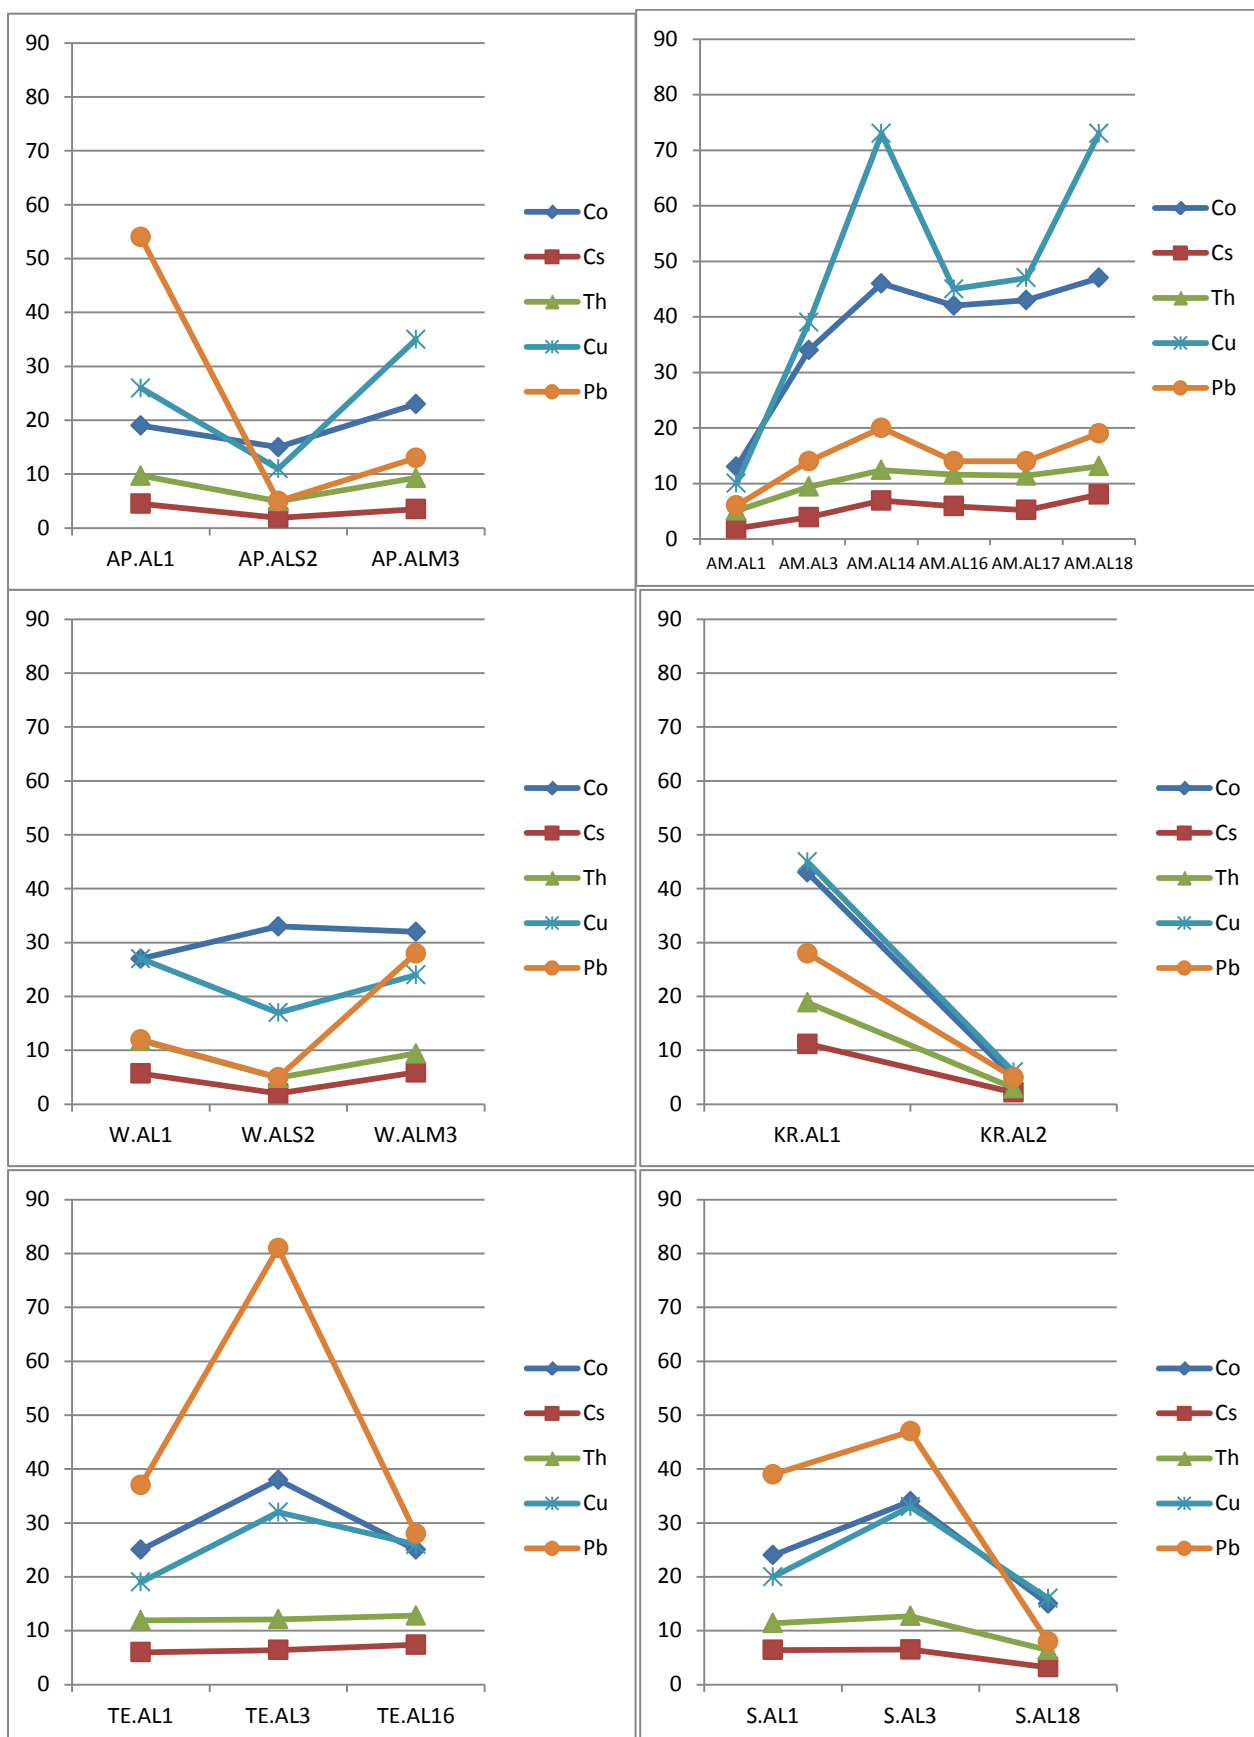 90
80
70
60
50
40
30
20
10
0
AP.AL1 AP.ALS2 AP.ALM3
Co
Cs
Th
Cu
Pb
90
80
70
60
50
40
30
20
10
0
AM.AL1 AM.AL3 AM.AL14 AM.AL16 AM.AL17 AM.AL18
Co
Cs
Th
Cu
Pb
90
80
70
60
50
40
30
20
10
0
W.AL1 W.ALS2 W.ALM3
Co
Cs
Th
Cu
Pb
90
80
70
60
50
40
30
20
10
0
KR.AL1 KR.AL2
Co
Cs
Th
Cu
Pb
90
80
70
60
50
40
30
20
10
0
TE.AL1 TE.AL3 TE.AL16
Co
Cs
Th
Cu
Pb
90
80
70
60
50
40
30
20
10
0
S.AL1 S.AL3 S.AL18
Co
Cs
Th
Cu
Pb